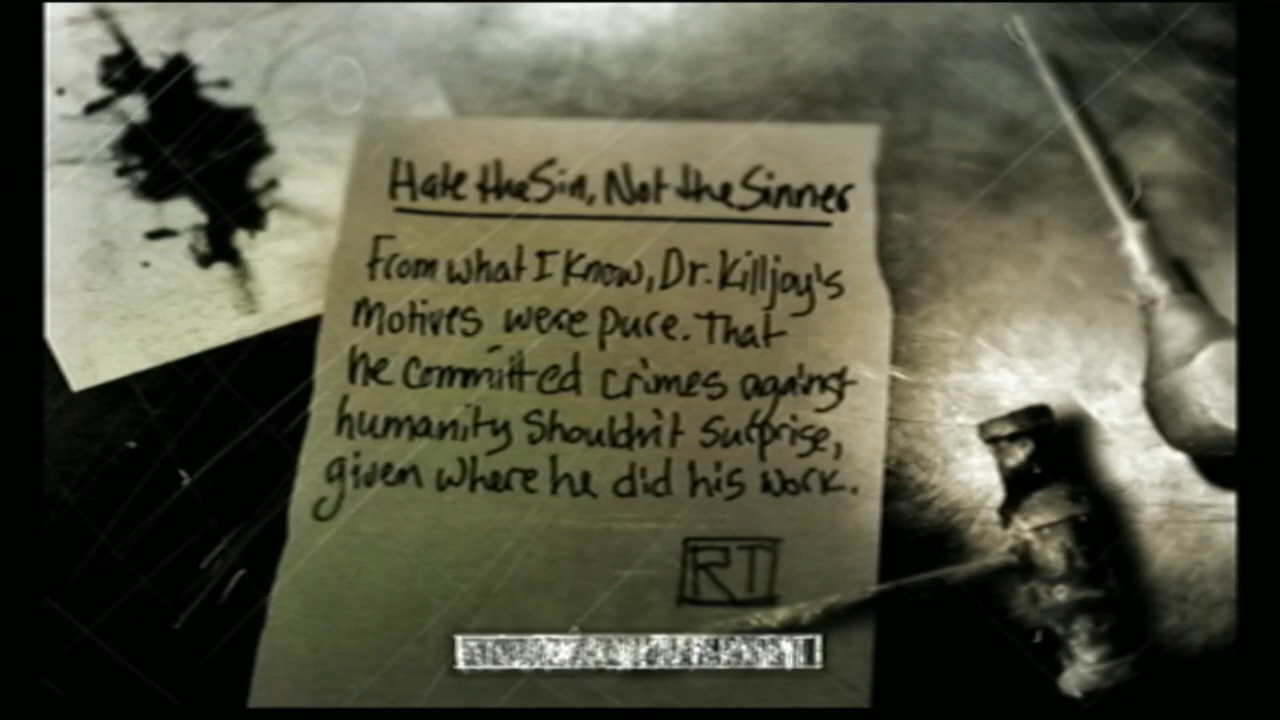 Hate the Sin, Not the Sinner
From what I Know, Dr. Killjoy's
Motives were pure. That
he committed crimes against
humanity Shouldn't Surprise,
given where he did his work.
RT